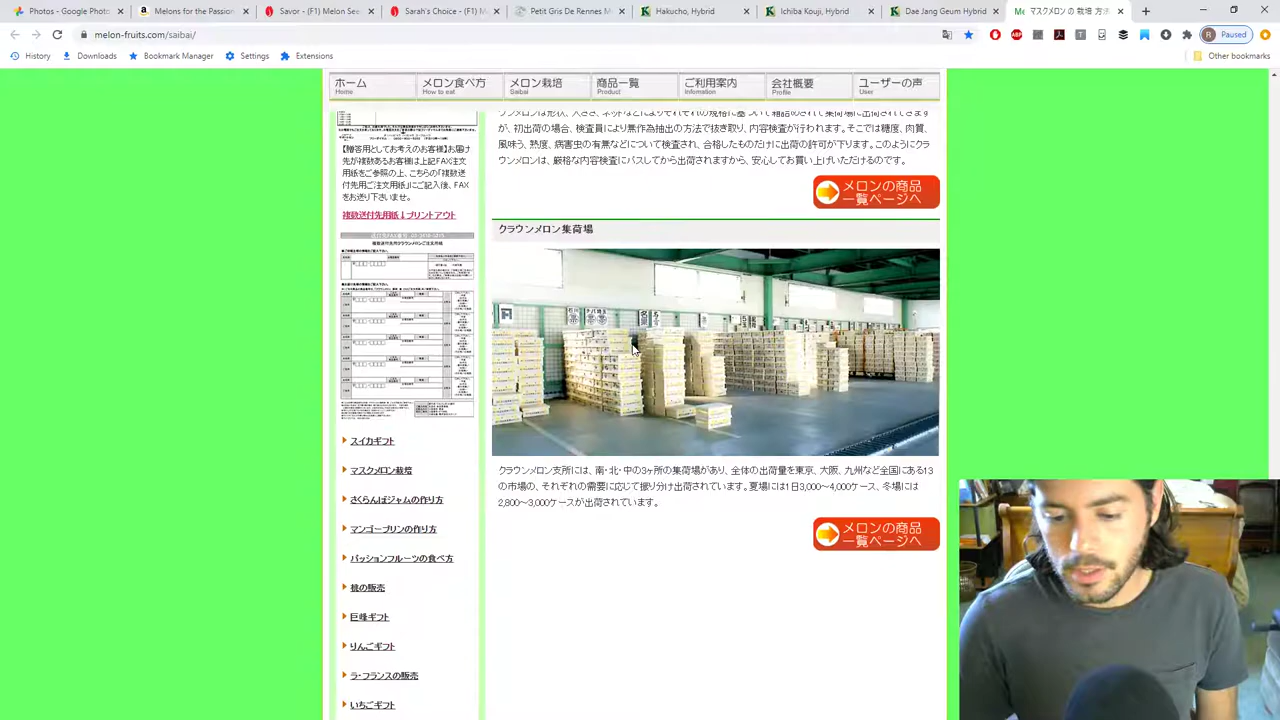 Photos - Google
Melons for the Passion
Savor - (F1) Melon See
Sarah's Choice - (F1) M
Petit Gris De Rennes M
Hakucho, Hybrid
Ichiba Kouji, Hybrid
Dae Jang Geum Hybrid
マスクメロン の 栽培 方法
melon-fruits.com/saibai/
Paused
History
Downloads
Bookmark Manager
Settings
Extensions
Other bookmarks
ホーム
Home
メロン食べ方
How to eat
メロン栽培
Saibai
商品一覧
Product
ご利用案内
Infomation
会社概要
Profile
ユーザーの声
User
【贈答用としてお考えのお客様】お届け
先が複数あるお客様は上記FAX注文
用紙をご参照の上、こちらの「複数送
付先用ご注文用紙」にご記入後、FAX
をお送り下さいませ。
複数送付先用紙↓プリントアウト
スイカギフト
マスクメロン栽培
さくらんぼジャムの作り方
マンゴープリンの作り方
パッションフルーツの食べ方
桃の販売
巨峰ギフト
りんごギフト
ラ・フランスの販売
いちごギフト
が、初出荷の場合、検査員により無作為抽出の方法で抜き取り、内容検査が行われます。そこでは糖度、肉質、
風味う、熟度、病害虫の有無などについて検査され、合格したものだけに出荷の許可が下ります。このようにクラ
ウンメロンは、厳格な内容検査にパスしてから出荷されますから、安心してお買い上げいただけるのです。
メロンの商品
一覧ページへ
クラウンメロン集荷場
クラウンメロン支所には、南・北・中の3ヶ所の集荷場があり、全体の出荷量を東京、大阪、九州など全国にある13
の市場の、それぞれの需要に応じて振り分け出荷されています。夏場には1日3,000～4,000ケース、冬場には
2,800～3,000ケースが出荷されています。
メロンの商品
一覧ページへ